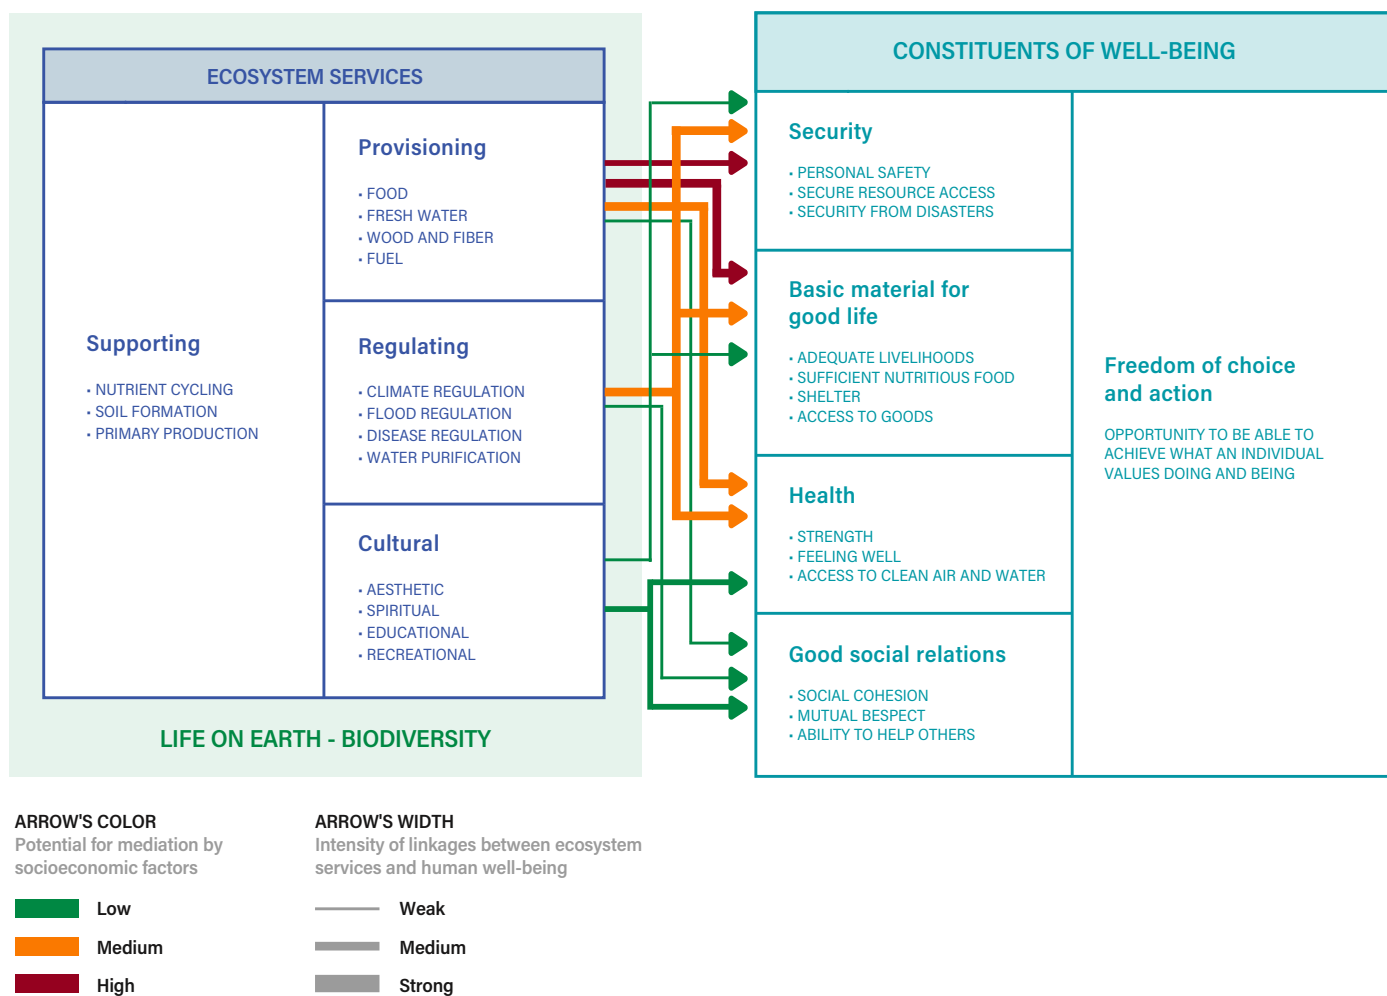 ECOSYSTEM SERVICES
Supporting
• NUTRIENT CYCLING
• SOIL FORMATION
• PRIMARY PRODUCTION
Provisioning
• FOOD
• FRESH WATER
• WOOD AND FIBER
• FUEL
Regulating
• CLIMATE REGULATION
• FLOOD REGULATION
• DISEASE REGULATION
• WATER PURIFICATION
Cultural
• AESTHETIC
• SPIRITUAL
• EDUCATIONAL
• RECREATIONAL
LIFE ON EARTH - BIODIVERSITY
CONSTITUENTS OF WELL-BEING
Security
• PERSONAL SAFETY
• SECURE RESOURCE ACCESS
• SECURITY FROM DISASTERS
Basic material for
good life
• ADEQUATE LIVELIHOODS
• SUFFICIENT NUTRITIOUS FOOD
• SHELTER
• ACCESS TO GOODS
Health
• STRENGTH
• FEELING WELL
• ACCESS TO CLEAN AIR AND WATER
Good social relations
• SOCIAL COHESION
• MUTUAL BESPECT
• ABILITY TO HELP OTHERS
Freedom of choice
and action
OPPORTUNITY TO BE ABLE TO
ACHIEVE WHAT AN INDIVIDUAL
VALUES DOING AND BEING
ARROW'S COLOR
Potential for mediation by
socioeconomic factors
Low
Medium
High
ARROW'S WIDTH
Intensity of linkages between ecosystem
services and human well-being
Weak
Medium
Strong